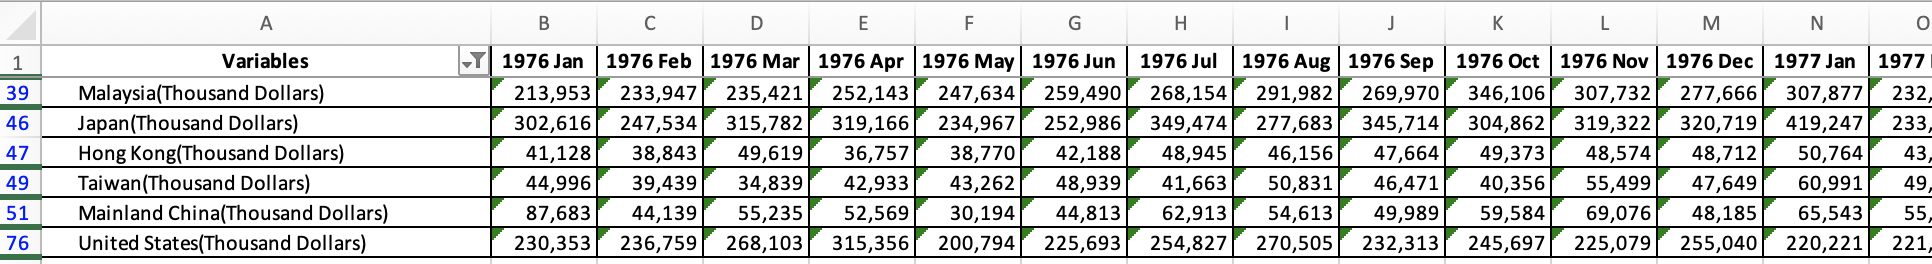 A B C D E F G H I J K L M N O
1 Variables 1976 Jan 1976 Feb 1976 Mar 1976 Apr 1976 May 1976 Jun 1976 Jul 1976 Aug 1976 Sep 1976 Oct 1976 Nov 1976 Dec 1977 Jan 1977
39 Malaysia(Thousand Dollars) 213,953 233,947 235,421 252,143 247,634 259,490 268,154 291,982 269,970 346,106 307,732 277,666 307,877 232,
46 Japan(Thousand Dollars) 302,616 247,534 315,782 319,166 234,967 252,986 349,474 277,683 345,714 304,862 319,322 320,719 419,247 233,
47 Hong Kong(Thousand Dollars) 41,128 38,843 49,619 36,757 38,770 42,188 48,945 46,156 47,664 49,373 48,574 48,712 50,764 43,
49 Taiwan(Thousand Dollars) 44,996 39,439 34,839 42,933 43,262 48,939 41,663 50,831 46,471 40,356 55,499 47,649 60,991 49,
51 Mainland China(Thousand Dollars) 87,683 44,139 55,235 52,569 30,194 44,813 62,913 54,613 49,989 59,584 69,076 48,185 65,543 55,
76 United States(Thousand Dollars) 230,353 236,759 268,103 315,356 200,794 225,693 254,827 270,505 232,313 245,697 225,079 255,040 220,221 221,